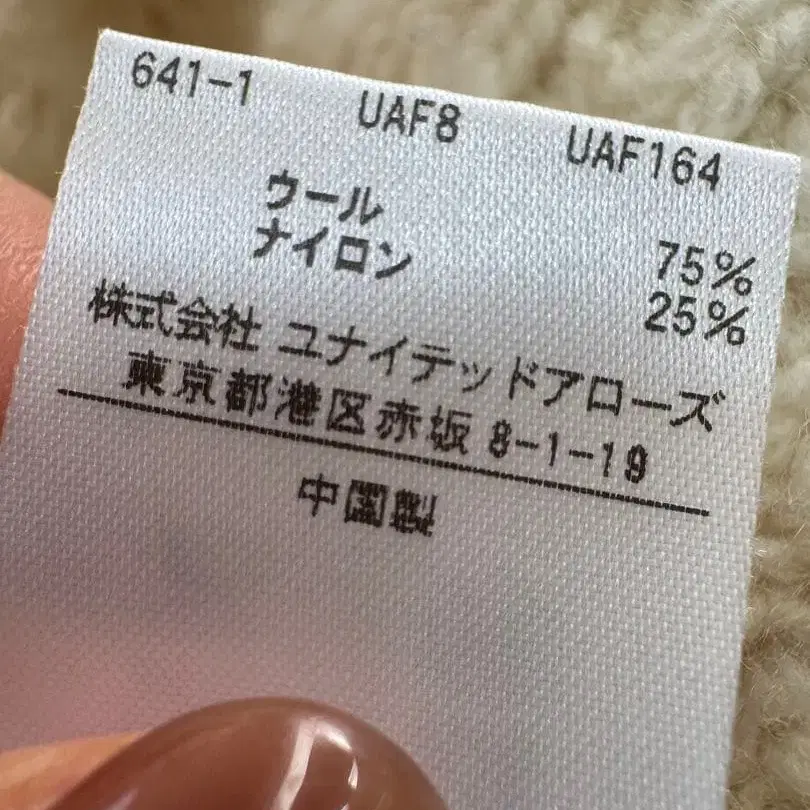 641-1 UAF8 UAF164
ウール 75%
ナイロン 25%
株式会社 ユナイテッドアローズ
東京都港区赤坂 8-1-19
中国製